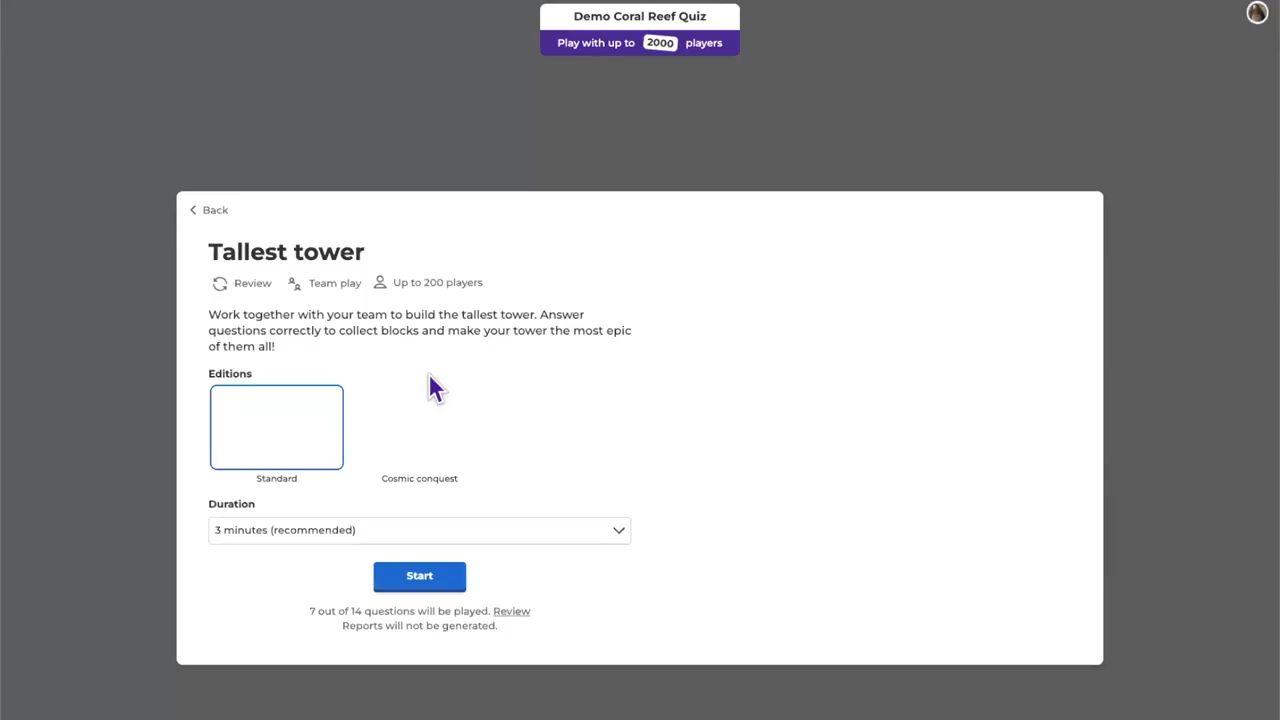 Demo Coral Reef Quiz
Play with up to 2000 players
Back
Tallest tower
Review Team play Up to 200 players
Work together with your team to build the tallest tower. Answer
questions correctly to collect blocks and make your tower the most epic
of them all!
Editions
Standard Cosmic conquest
Duration
3 minutes (recommended)
Start
7 out of 14 questions will be played. Review
Reports will not be generated.